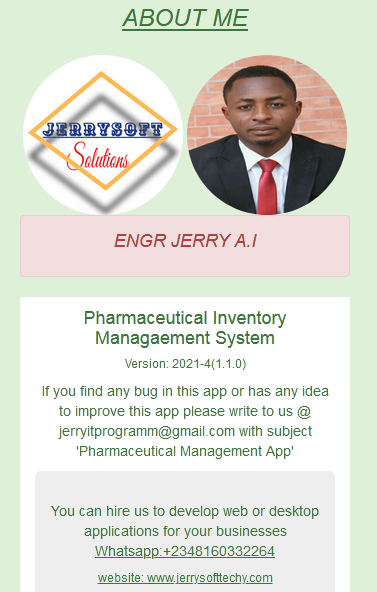 ABOUT ME
JERRYSOFT
Solutions
ENGR JERRY A.I
Pharmaceutical Inventory
Managaement System
Version: 2021-4(1.1.0)
If you find any bug in this app or has any idea
to improve this app please write to us @
jerryitprogramm@gmail.com with subject
'Pharmaceutical Management App'
You can hire us to develop web or desktop
applications for your businesses
Whatsapp:+2348160332264
website: www.jerrysofttechy.com